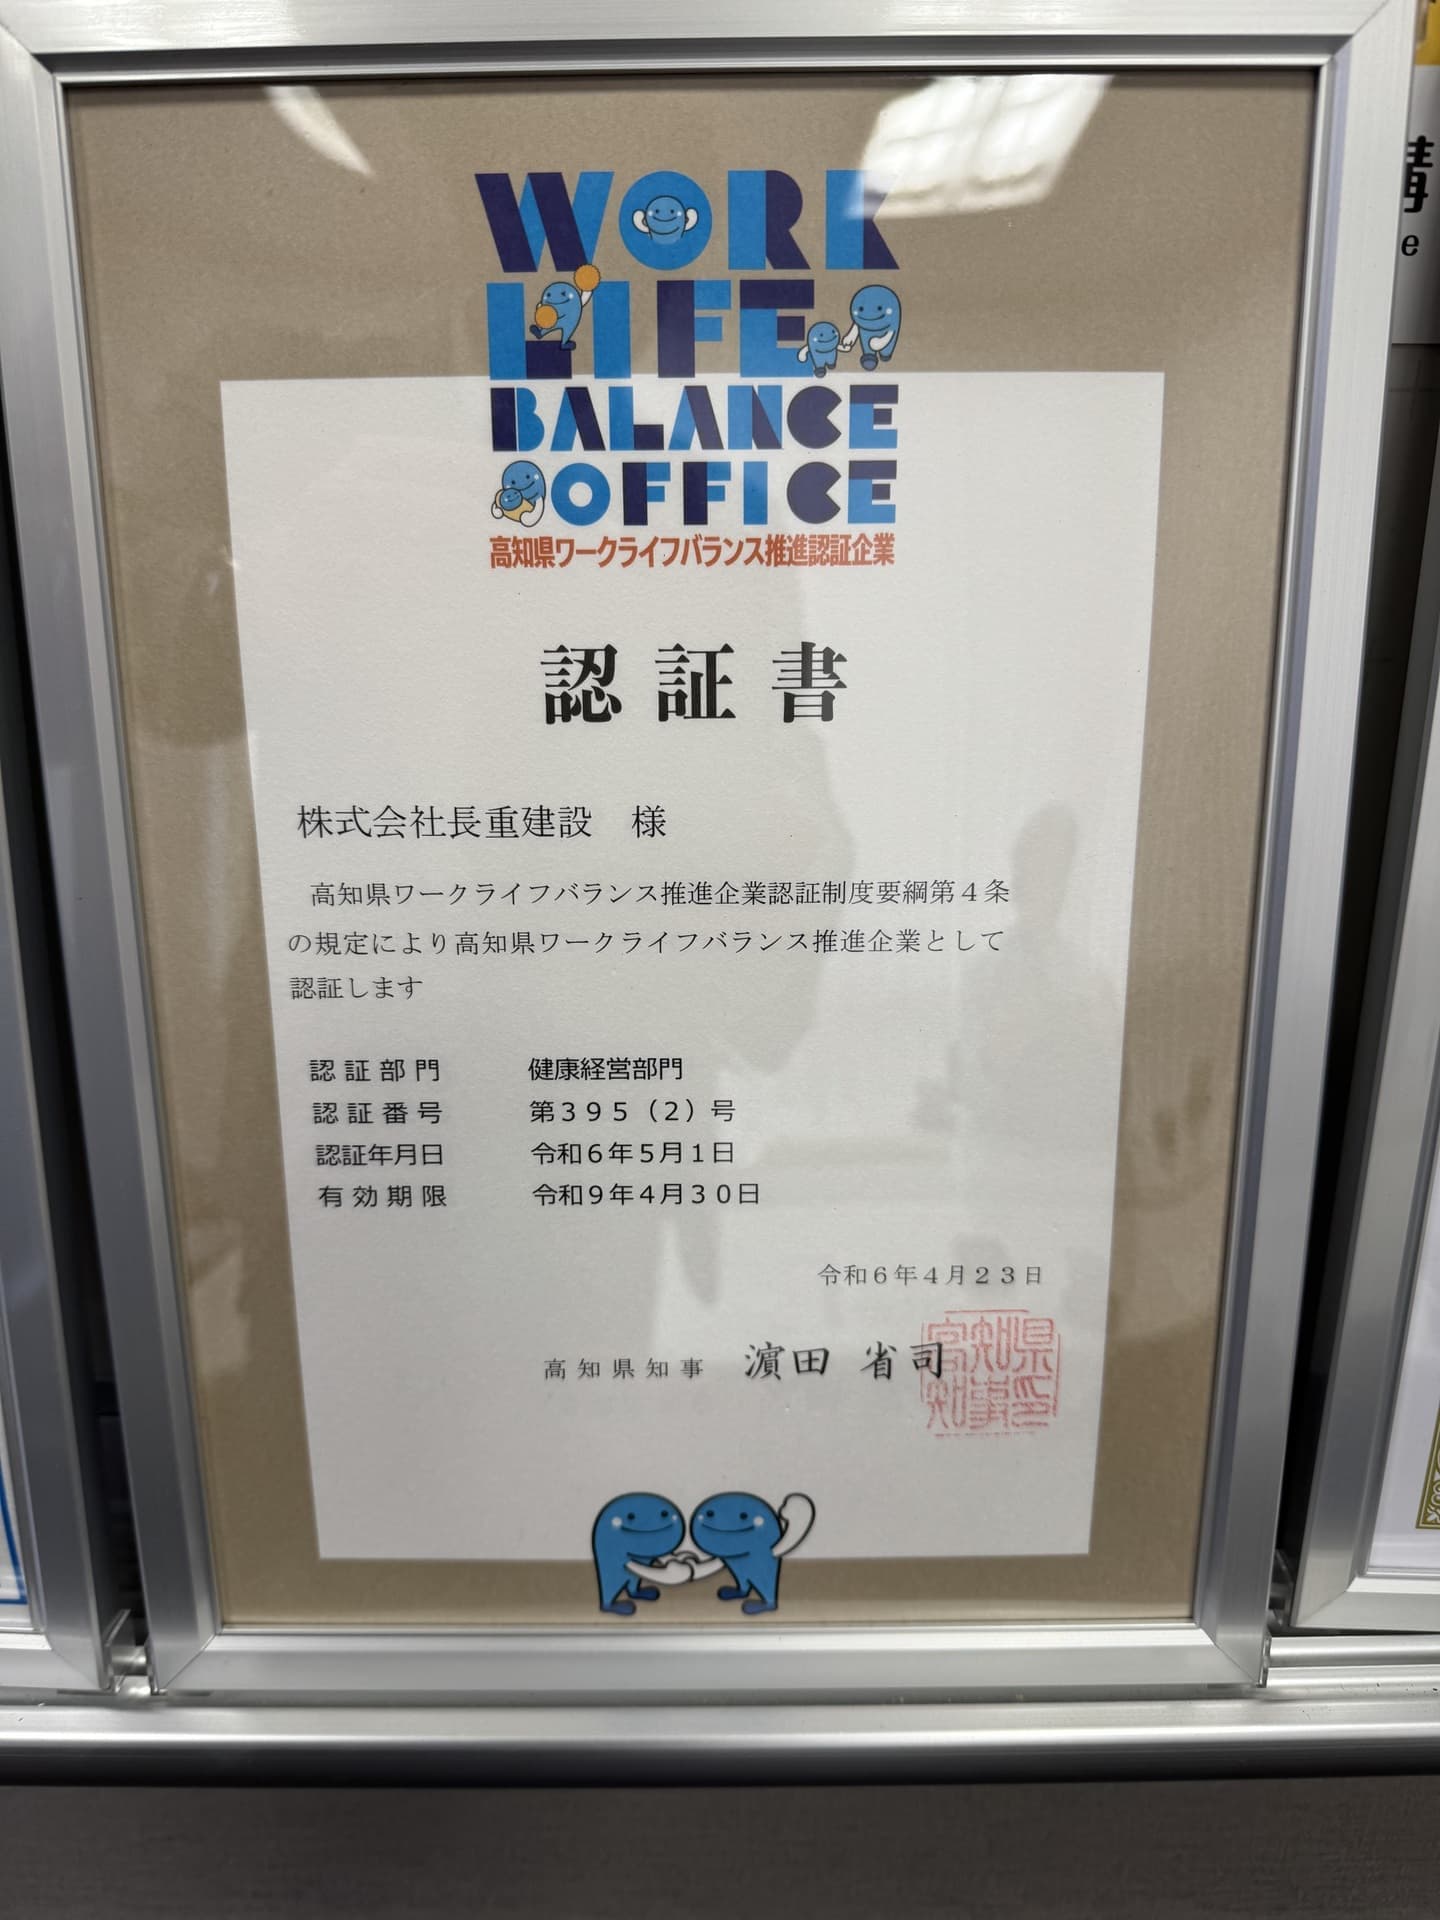 WORK
LIFE
BALANCE
OFFICE
高知県ワークライフバランス推進認証企業
認証書
株式会社長重建設　様
高知県ワークライフバランス推進企業認証制度要綱第４条
の規定により高知県ワークライフバランス推進企業として
認証します
認証部門　健康経営部門
認証番号　第３９５（２）号
認証年月日　令和６年５月１日
有効期限　令和９年４月３０日
令和６年４月２３日
高知県知事　濵田　省司
高知県
知事印
e